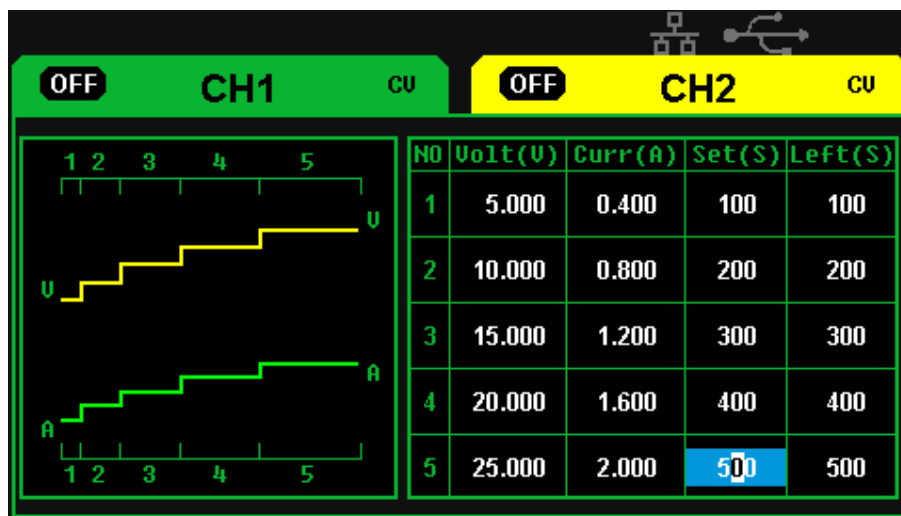 OFF CH1 CV OFF CH2 CV
1 2 3 4 5
V
V
A
A
1 2 3 4 5
NO Volt(V) Curr(A) Set(S) Left(S)
1 5.000 0.400 100 100
2 10.000 0.800 200 200
3 15.000 1.200 300 300
4 20.000 1.600 400 400
5 25.000 2.000 500 500